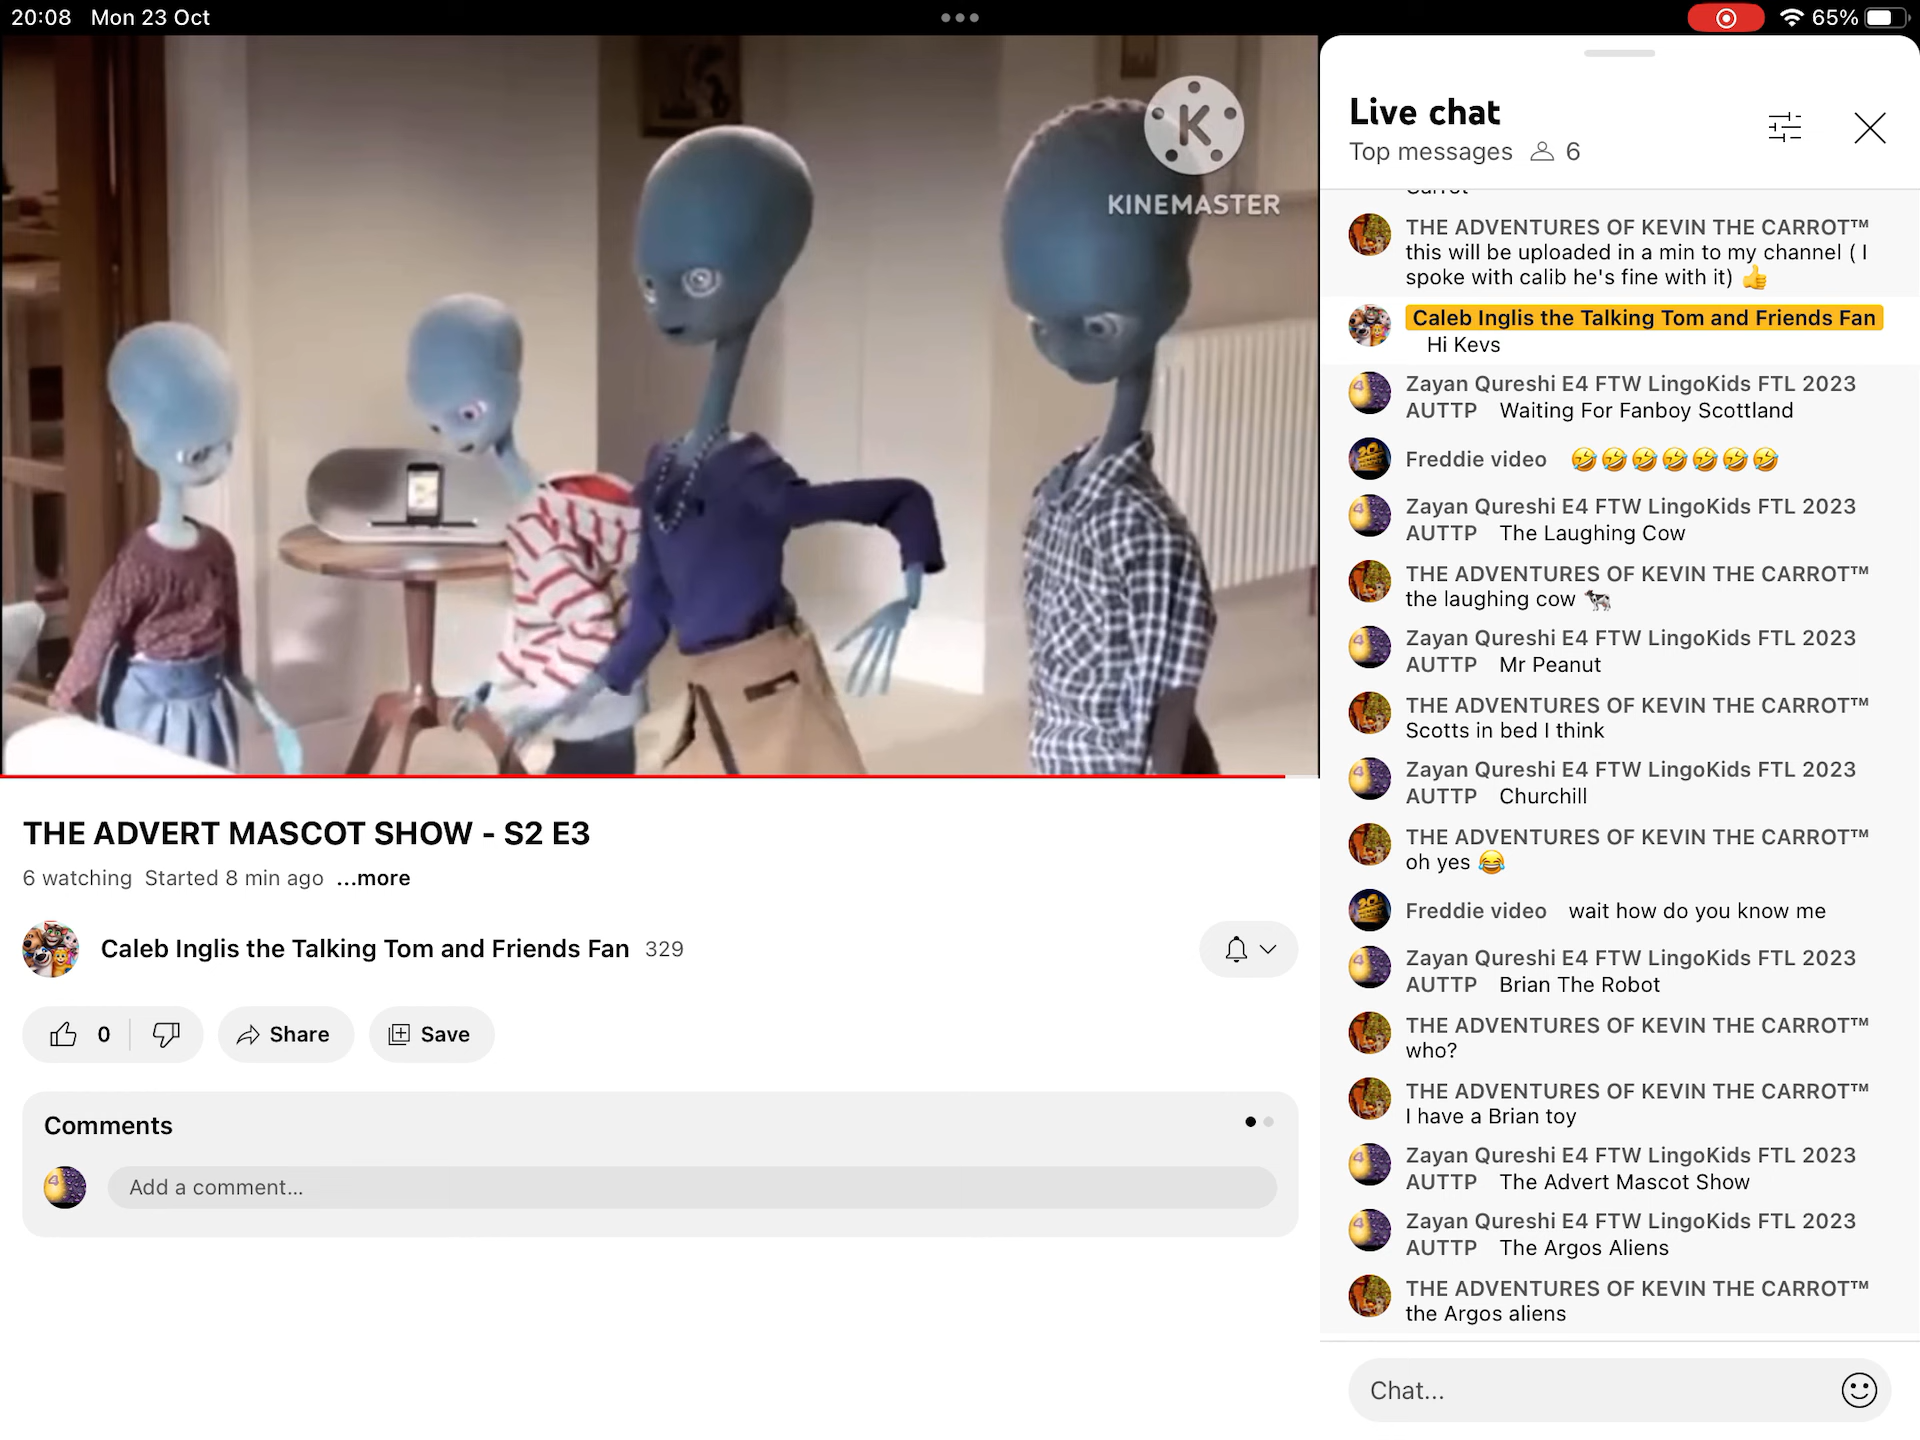 20:08 Mon 23 Oct
65%
K
KINEMASTER
THE ADVERT MASCOT SHOW - S2 E3
6 watching Started 8 min ago ...more
Caleb Inglis the Talking Tom and Friends Fan 329
0
Share
Save
Comments
Add a comment...
Live chat
Top messages 6
THE ADVENTURES OF KEVIN THE CARROT™
this will be uploaded in a min to my channel ( I
spoke with calib he's fine with it) 👍
Caleb Inglis the Talking Tom and Friends Fan
Hi Kevs
Zayan Qureshi E4 FTW LingoKids FTL 2023
AUTTP Waiting For Fanboy Scottland
Freddie video 🤣🤣🤣🤣🤣🤣🤣
Zayan Qureshi E4 FTW LingoKids FTL 2023
AUTTP The Laughing Cow
THE ADVENTURES OF KEVIN THE CARROT™
the laughing cow 🐄
Zayan Qureshi E4 FTW LingoKids FTL 2023
AUTTP Mr Peanut
THE ADVENTURES OF KEVIN THE CARROT™
Scotts in bed I think
Zayan Qureshi E4 FTW LingoKids FTL 2023
AUTTP Churchill
THE ADVENTURES OF KEVIN THE CARROT™
oh yes 😂
Freddie video wait how do you know me
Zayan Qureshi E4 FTW LingoKids FTL 2023
AUTTP Brian The Robot
THE ADVENTURES OF KEVIN THE CARROT™
who?
THE ADVENTURES OF KEVIN THE CARROT™
I have a Brian toy
Zayan Qureshi E4 FTW LingoKids FTL 2023
AUTTP The Advert Mascot Show
Zayan Qureshi E4 FTW LingoKids FTL 2023
AUTTP The Argos Aliens
THE ADVENTURES OF KEVIN THE CARROT™
the Argos aliens
Chat...